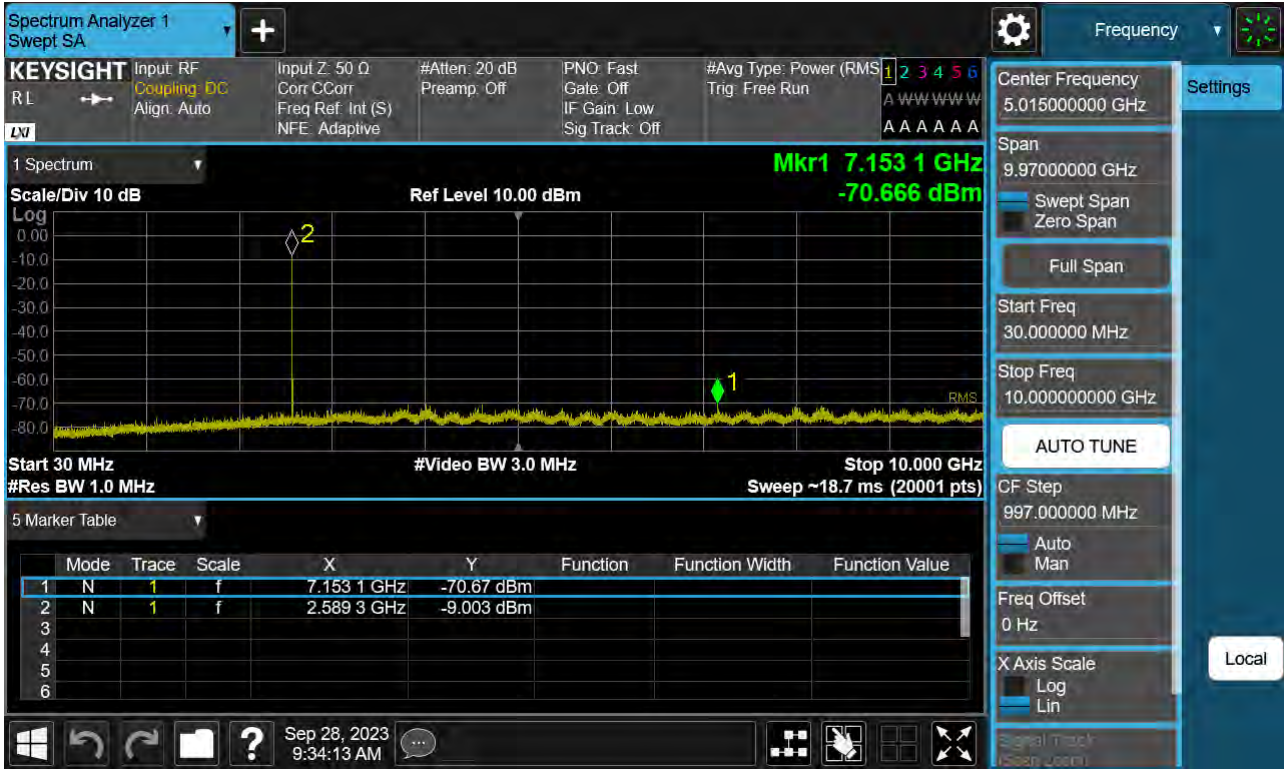 Spectrum Analyzer 1
Swept SA
Frequency
KEYSIGHT
R L
LXI
Input: RF
Coupling: DC
Align: Auto
Input Z: 50 Ω
Corr CCorr
Freq Ref: Int (S)
NFE: Adaptive
#Atten: 20 dB
Preamp: Off
PNO: Fast
Gate: Off
IF Gain: Low
Sig Track: Off
#Avg Type: Power (RMS
Trig: Free Run
1 2 3 4 5 6
A W W W W W
A A A A A A
1 Spectrum
Scale/Div 10 dB
Ref Level 10.00 dBm
Mkr1 7.153 1 GHz
-70.666 dBm
Log
0.00
-10.0
-20.0
-30.0
-40.0
-50.0
-60.0
-70.0
-80.0
2
1
RMS
Start 30 MHz
#Video BW 3.0 MHz
Stop 10.000 GHz
#Res BW 1.0 MHz
Sweep ~18.7 ms (20001 pts)
5 Marker Table
Mode Trace Scale X Y Function Function Width Function Value
1 N 1 f 7.153 1 GHz -70.67 dBm
2 N 1 f 2.589 3 GHz -9.003 dBm
3
4
5
6
?
Sep 28, 2023
9:34:13 AM
Center Frequency
5.015000000 GHz
Settings
Span
9.97000000 GHz
Swept Span
Zero Span
Full Span
Start Freq
30.000000 MHz
Stop Freq
10.000000000 GHz
AUTO TUNE
CF Step
997.000000 MHz
Auto
Man
Freq Offset
0 Hz
X Axis Scale
Log
Lin
Signal Track
(Span Zoom)
Local